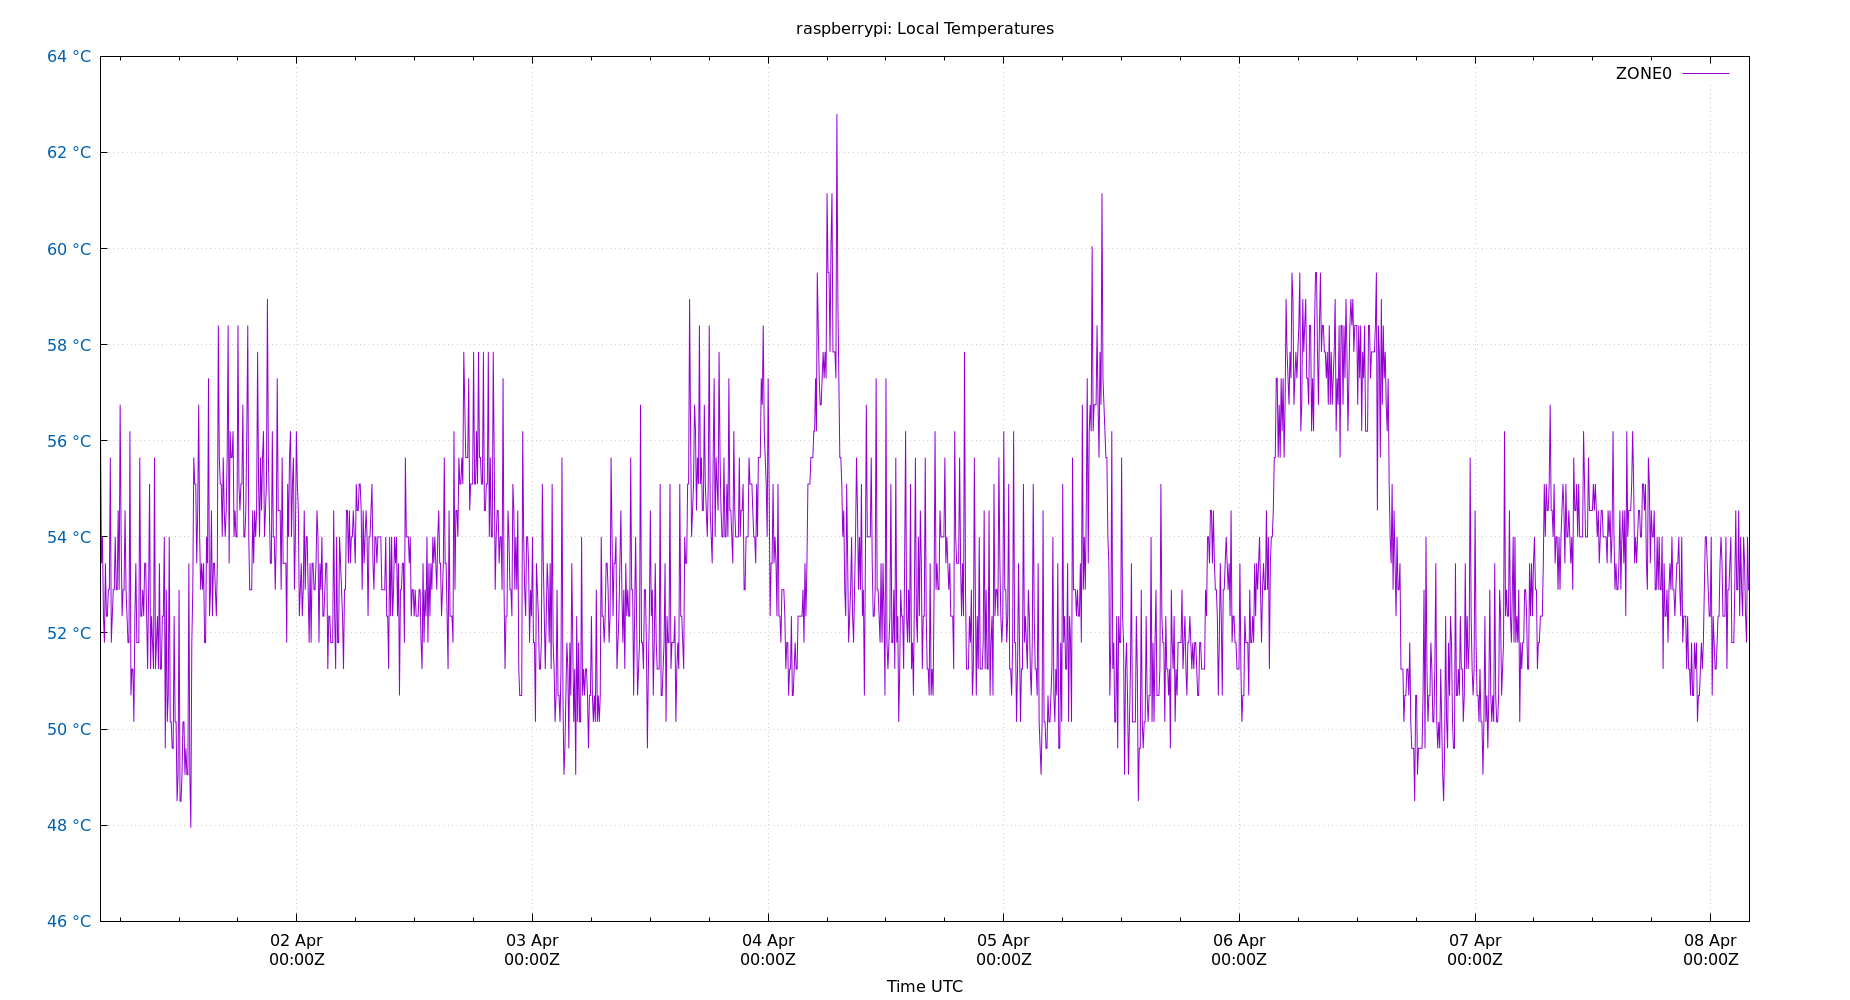 raspberrypi: Local Temperatures
64 °C
ZONE0
62 °C
60 °C
58 °C
56 °C
54 °C
52 °C
50 °C
48 °C
46 °C
02 Apr 03 Apr 04 Apr 05 Apr 06 Apr 07 Apr 08 Apr
00:00Z 00:00Z 00:00Z 00:00Z 00:00Z 00:00Z 00:00Z
Time UTC